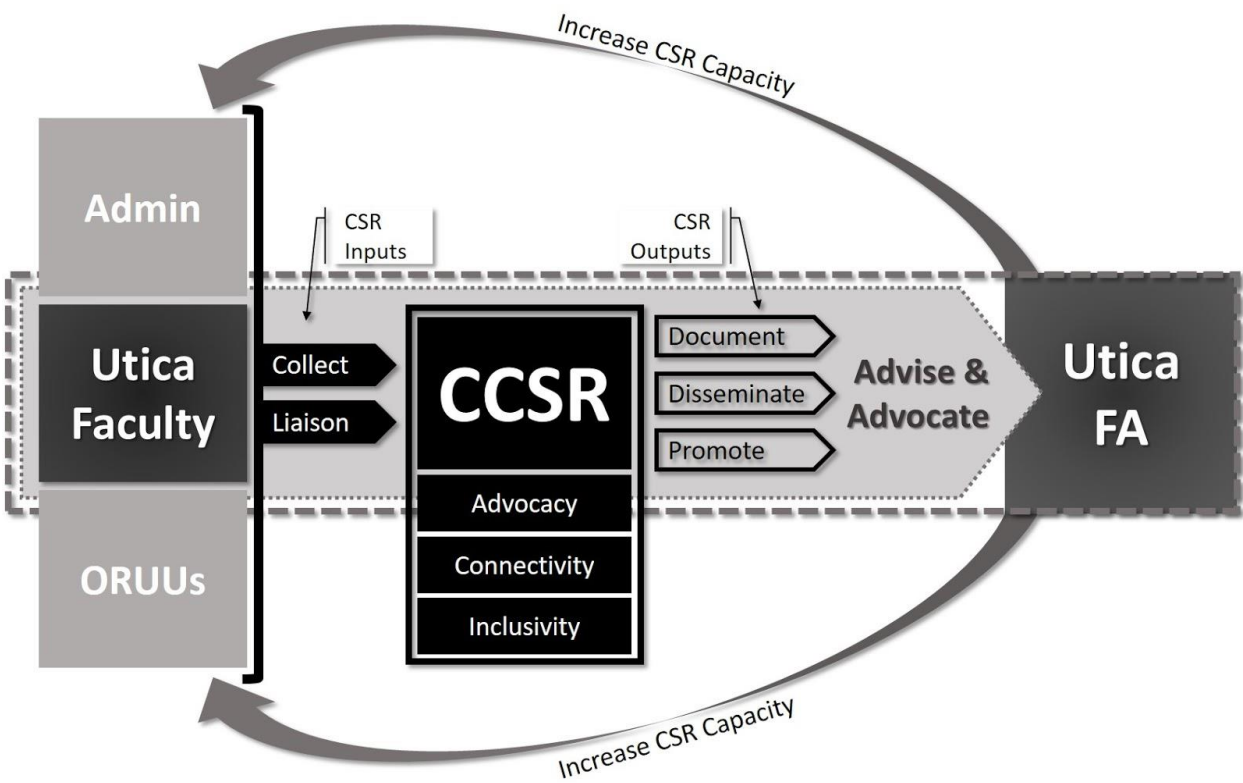 Increase CSR Capacity
Admin
CSR
Inputs
CSR
Outputs
Utica
Faculty
Collect
Liaison
CCSR
Advocacy
Connectivity
Inclusivity
Document
Disseminate
Promote
Advise &
Advocate
Utica
FA
ORUUs
Increase CSR Capacity